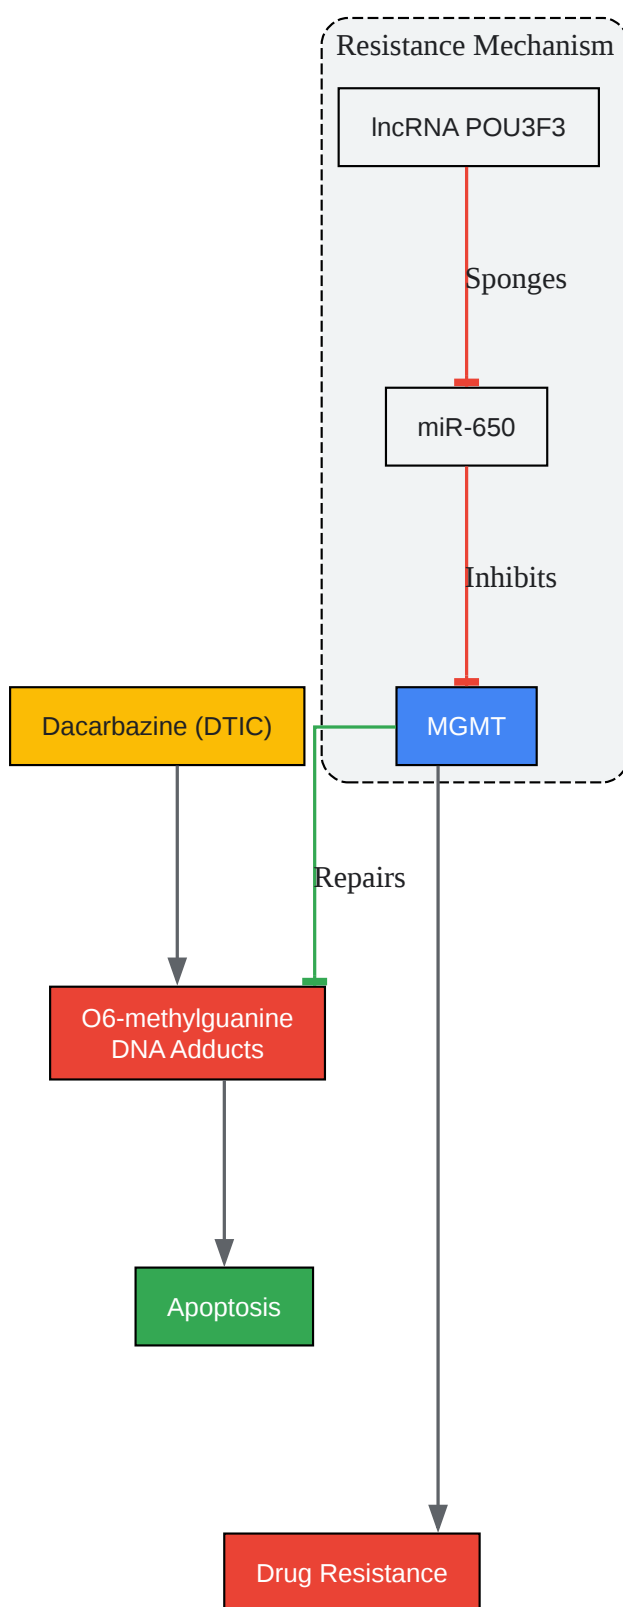 Resistance Mechanism
lncRNA POU3F3
Sponges
miR-650
Inhibits
Dacarbazine (DTIC)
MGMT
Repairs
O6-methylguanine
DNA Adducts
Apoptosis
Drug Resistance